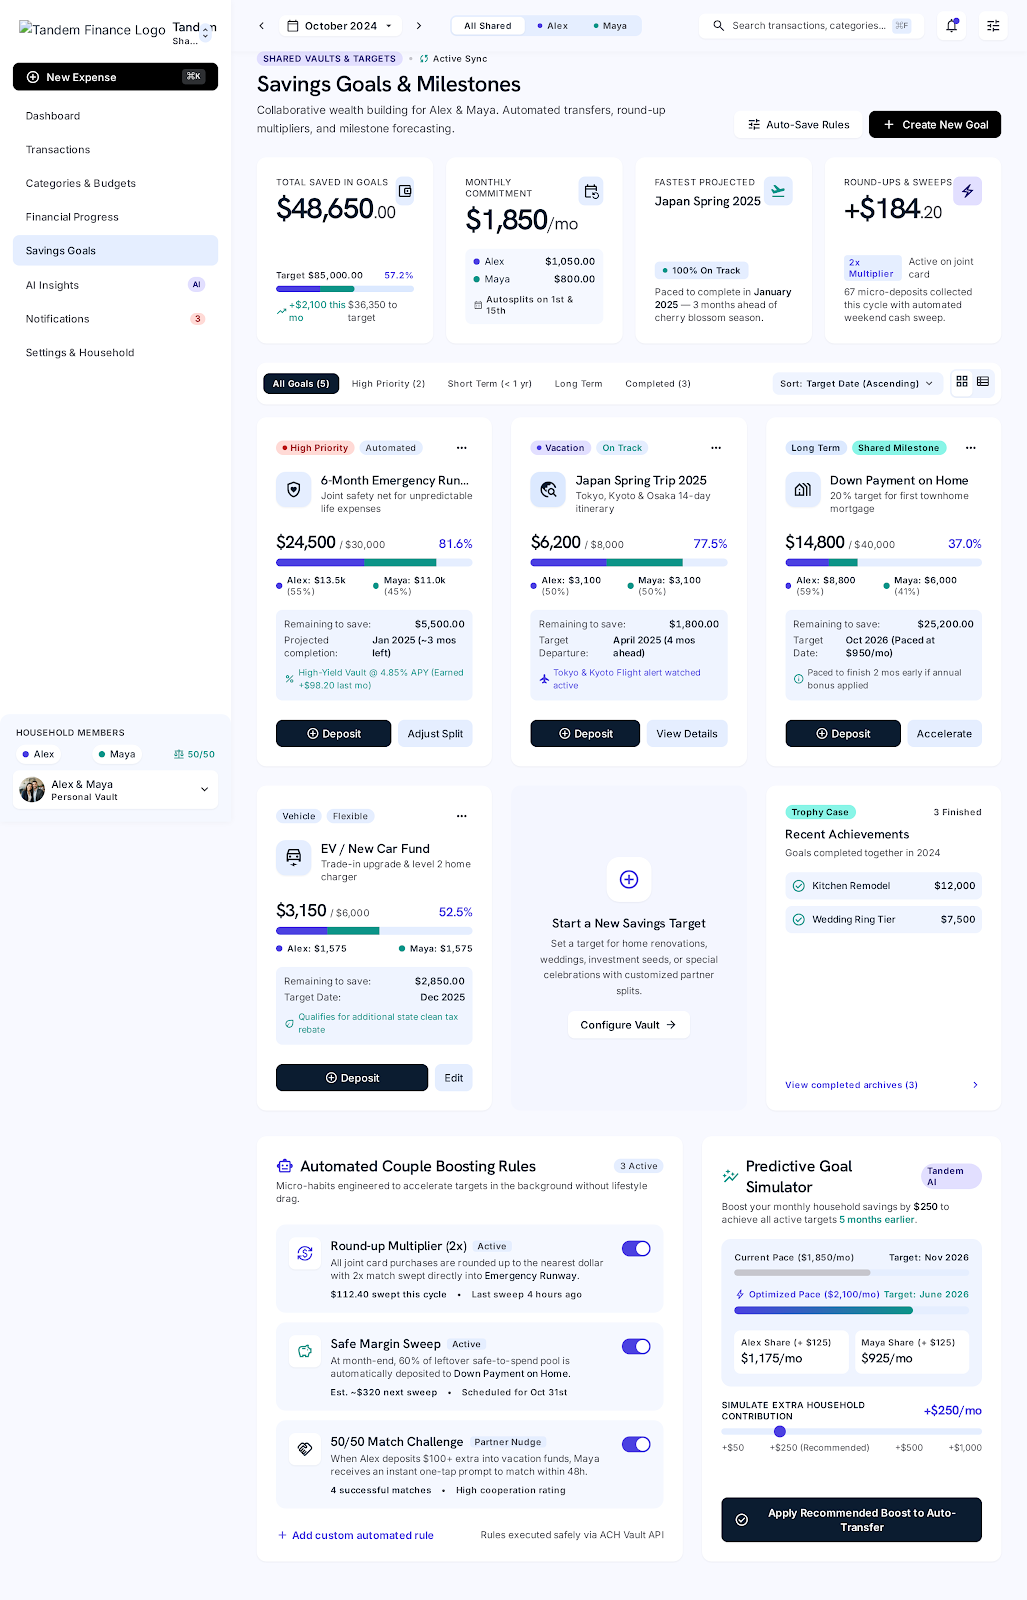 Tandem Finance Logo
Tandem
Sha...
New Expense
⌘K
Dashboard
Transactions
Categories & Budgets
Financial Progress
Savings Goals
AI Insights
AI
Notifications
3
Settings & Household
HOUSEHOLD MEMBERS
Alex
Maya
50/50
Alex & Maya
Personal Vault
October 2024
All Shared
Alex
Maya
Search transactions, categories...
⌘F
SHARED VAULTS & TARGETS
Active Sync
Savings Goals & Milestones
Collaborative wealth building for Alex & Maya. Automated transfers, round-up
multipliers, and milestone forecasting.
Auto-Save Rules
Create New Goal
TOTAL SAVED IN GOALS
$48,650.00
Target $85,000.00
57.2%
+$2,100 this
mo
$36,350 to
target
MONTHLY
COMMITMENT
$1,850/mo
Alex
$1,050.00
Maya
$800.00
Autosplits on 1st &
15th
FASTEST PROJECTED
Japan Spring 2025
100% On Track
Paced to complete in January
2025 — 3 months ahead of
cherry blossom season.
ROUND-UPS & SWEEPS
+$184.20
2x
Multiplier
Active on joint
card
67 micro-deposits collected
this cycle with automated
weekend cash sweep.
All Goals (5)
High Priority (2)
Short Term (< 1 yr)
Long Term
Completed (3)
Sort: Target Date (Ascending)
High Priority
Automated
6-Month Emergency Run...
Joint safety net for unpredictable
life expenses
$24,500 / $30,000
81.6%
Alex: $13.5k
(55%)
Maya: $11.0k
(45%)
Remaining to save:
$5,500.00
Projected
completion:
Jan 2025 (~3 mos
left)
High-Yield Vault @ 4.85% APY (Earned
+$98.20 last mo)
Deposit
Adjust Split
Vacation
On Track
Japan Spring Trip 2025
Tokyo, Kyoto & Osaka 14-day
itinerary
$6,200 / $8,000
77.5%
Alex: $3,100
(50%)
Maya: $3,100
(50%)
Remaining to save:
$1,800.00
Target
Departure:
April 2025 (4 mos
ahead)
Tokyo & Kyoto Flight alert watched
active
Deposit
View Details
Long Term
Shared Milestone
Down Payment on Home
20% target for first townhome
mortgage
$14,800 / $40,000
37.0%
Alex: $8,800
(59%)
Maya: $6,000
(41%)
Remaining to save:
$25,200.00
Target
Date:
Oct 2026 (Paced at
$950/mo)
Paced to finish 2 mos early if annual
bonus applied
Deposit
Accelerate
Vehicle
Flexible
EV / New Car Fund
Trade-in upgrade & level 2 home
charger
$3,150 / $6,000
52.5%
Alex: $1,575
Maya: $1,575
Remaining to save:
$2,850.00
Target Date:
Dec 2025
Qualifies for additional state clean tax
rebate
Deposit
Edit
Start a New Savings Target
Set a target for home renovations,
weddings, investment seeds, or special
celebrations with customized partner
splits.
Configure Vault
Trophy Case
3 Finished
Recent Achievements
Goals completed together in 2024
Kitchen Remodel
$12,000
Wedding Ring Tier
$7,500
View completed archives (3)
Automated Couple Boosting Rules
3 Active
Micro-habits engineered to accelerate targets in the background without lifestyle
drag.
Round-up Multiplier (2x)
Active
All joint card purchases are rounded up to the nearest dollar
with 2x match swept directly into Emergency Runway.
$112.40 swept this cycle • Last sweep 4 hours ago
Safe Margin Sweep
Active
At month-end, 60% of leftover safe-to-spend pool is
automatically deposited to Down Payment on Home.
Est. ~$320 next sweep • Scheduled for Oct 31st
50/50 Match Challenge
Partner Nudge
When Alex deposits $100+ extra into vacation funds, Maya
receives an instant one-tap prompt to match within 48h.
4 successful matches • High cooperation rating
Add custom automated rule
Rules executed safely via ACH Vault API
Predictive Goal
Simulator
Tandem
AI
Boost your monthly household savings by $250 to
achieve all active targets 5 months earlier.
Current Pace ($1,850/mo)
Target: Nov 2026
Optimized Pace ($2,100/mo)
Target: June 2026
Alex Share (+ $125)
$1,175/mo
Maya Share (+ $125)
$925/mo
SIMULATE EXTRA HOUSEHOLD
CONTRIBUTION
+$250/mo
+$50
+$250 (Recommended)
+$500
+$1,000
Apply Recommended Boost to Auto-
Transfer